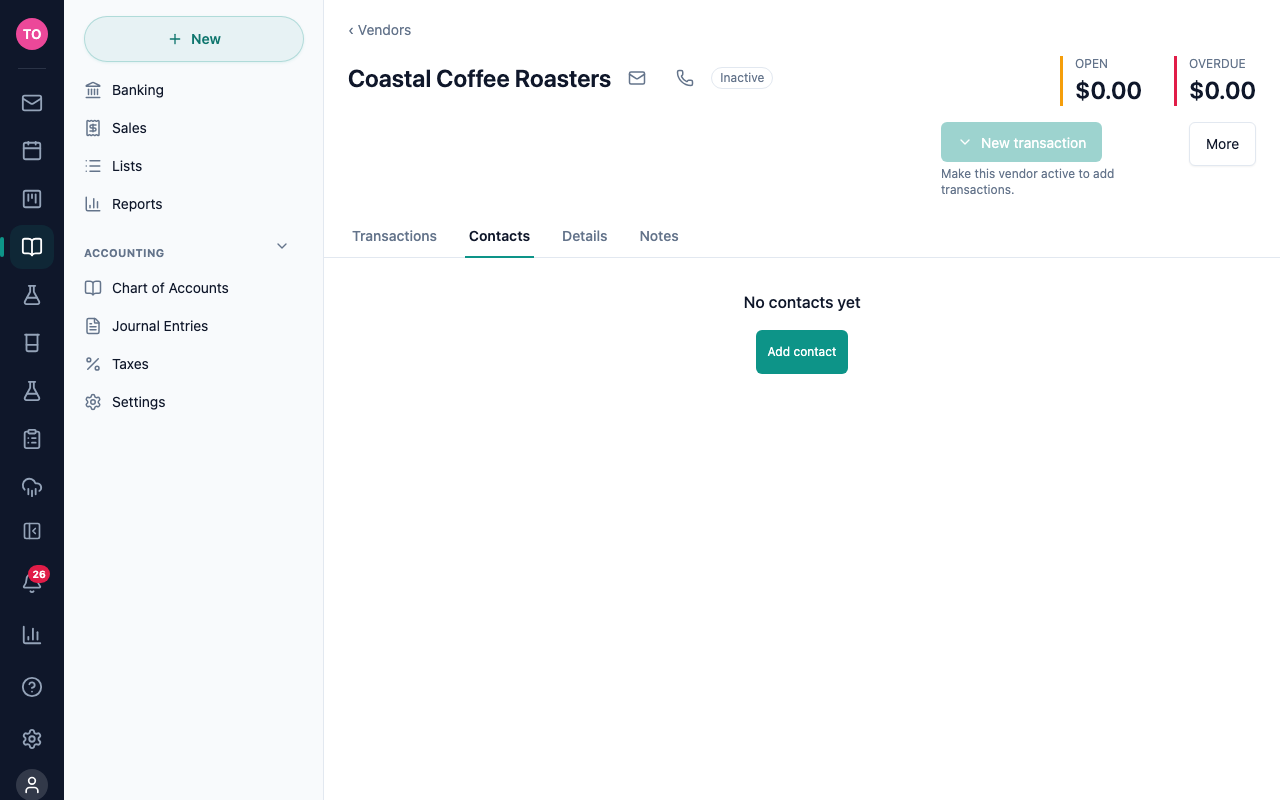 TO
26
New
Banking
Sales
Lists
Reports
ACCOUNTING
Chart of Accounts
Journal Entries
Taxes
Settings
‹ Vendors
Coastal Coffee Roasters
Inactive
OPEN
$0.00
OVERDUE
$0.00
New transaction
Make this vendor active to add
transactions.
More
Transactions
Contacts
Details
Notes
No contacts yet
Add contact